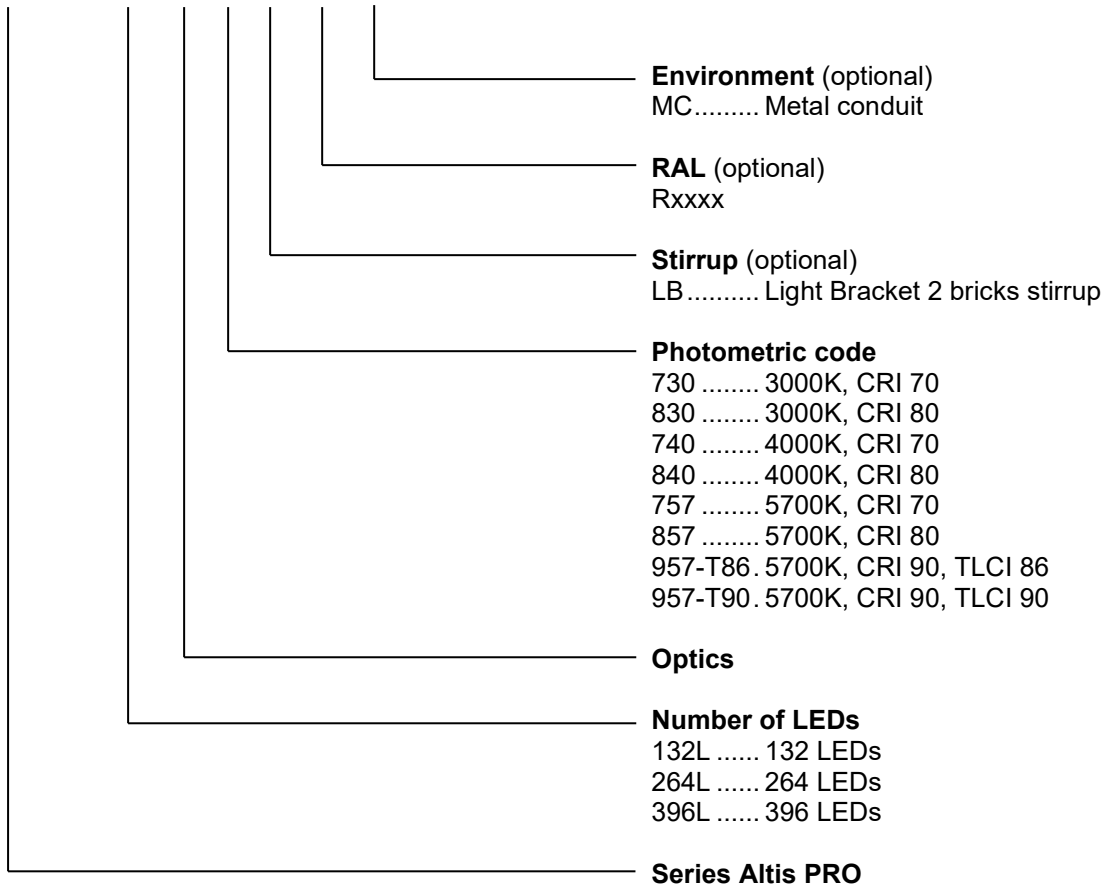 Environment (optional)
MC......... Metal conduit
RAL (optional)
Rxxxx
Stirrup (optional)
LB.......... Light Bracket 2 bricks stirrup
Photometric code
730 ........ 3000K, CRI 70
830 ........ 3000K, CRI 80
740 ........ 4000K, CRI 70
840 ........ 4000K, CRI 80
757 ........ 5700K, CRI 70
857 ........ 5700K, CRI 80
957-T86. 5700K, CRI 90, TLCI 86
957-T90. 5700K, CRI 90, TLCI 90
Optics
Number of LEDs
132L ...... 132 LEDs
264L ...... 264 LEDs
396L ...... 396 LEDs
Series Altis PRO